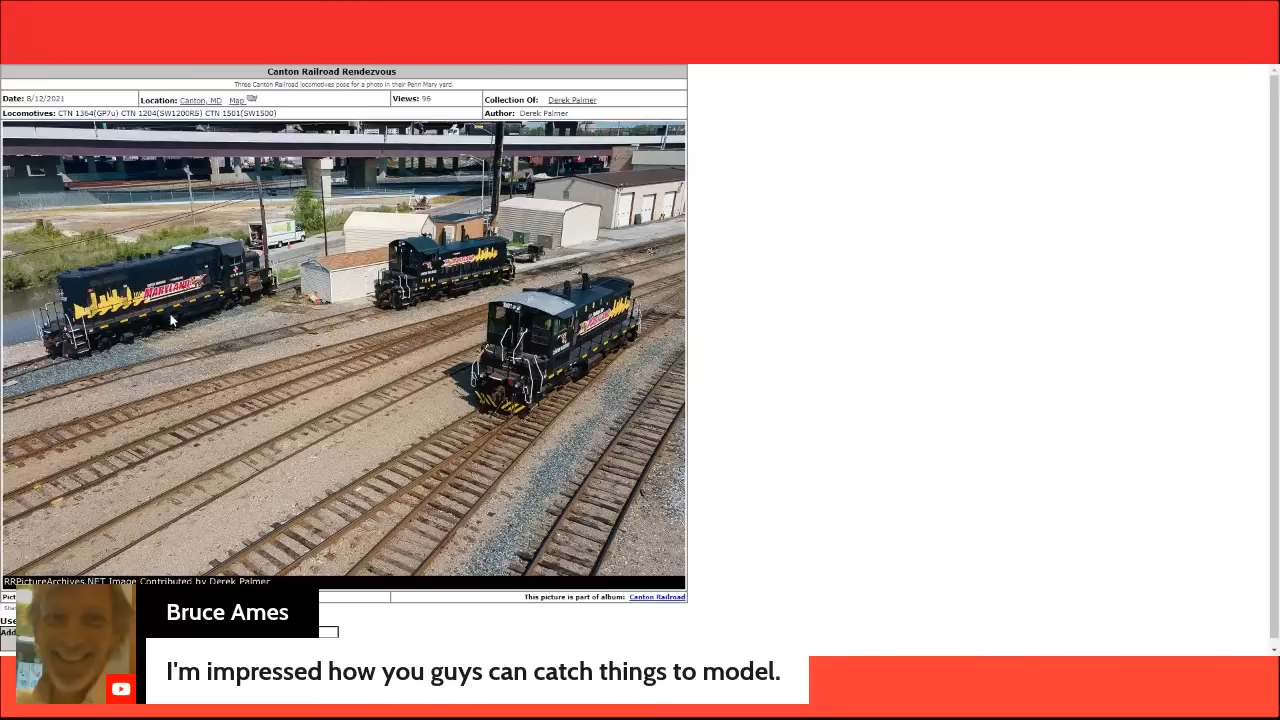 Canton Railroad Rendezvous
Three Canton Railroad locomotives pose for a photo in their Penn Mary yard.
Date: 8/12/2021 Location: Canton, MD Map Views: 96 Collection Of: Derek Palmer
Locomotives: CTN 1364(GP7u) CTN 1204(SW1200RS) CTN 1501(SW1500) Author: Derek Palmer
MARYLAND
RRPictureArchives.NET Image Contributed by Derek Palmer
This picture is part of album: Canton Railroad
Bruce Ames
I'm impressed how you guys can catch things to model.